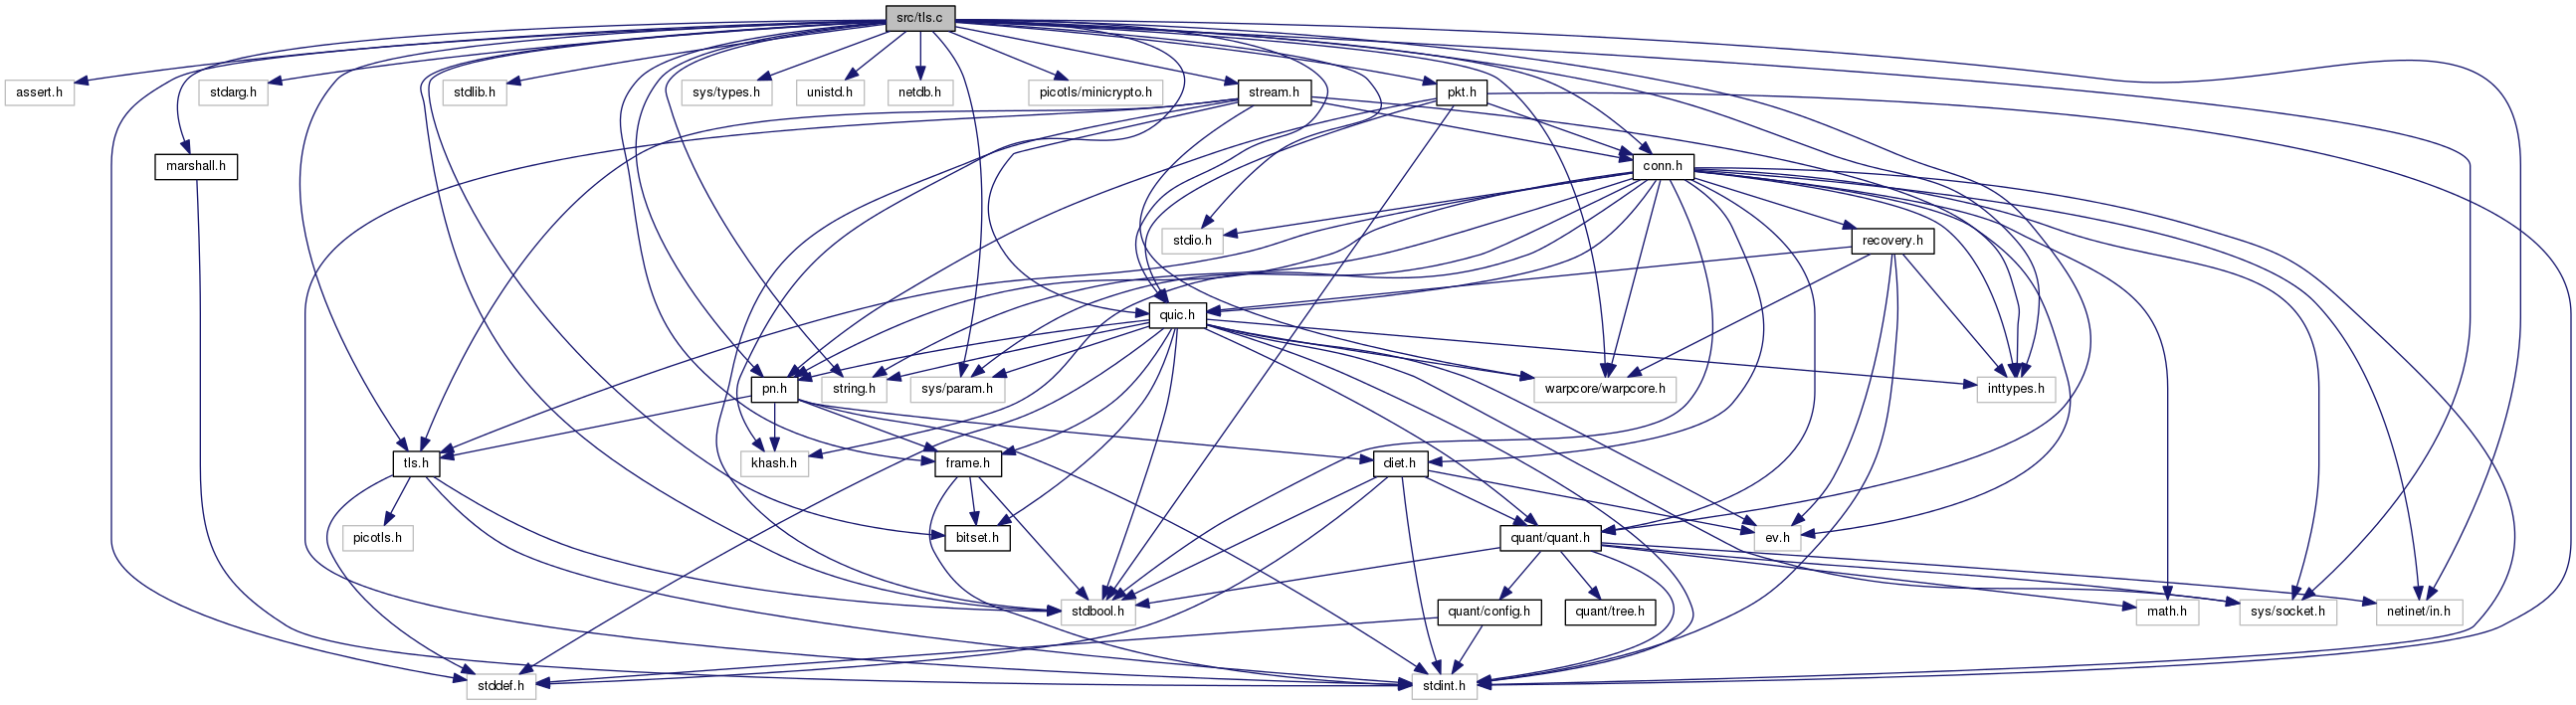 src/tls.c
assert.h
stdarg.h
stdlib.h
sys/types.h
unistd.h
netdb.h
picotls/minicrypto.h
stream.h
pkt.h
marshall.h
conn.h
stdio.h
recovery.h
quic.h
pn.h
string.h
sys/param.h
warpcore/warpcore.h
inttypes.h
tls.h
khash.h
frame.h
diet.h
picotls.h
bitset.h
quant/quant.h
ev.h
stdbool.h
quant/config.h
quant/tree.h
math.h
sys/socket.h
netinet/in.h
stddef.h
stdint.h